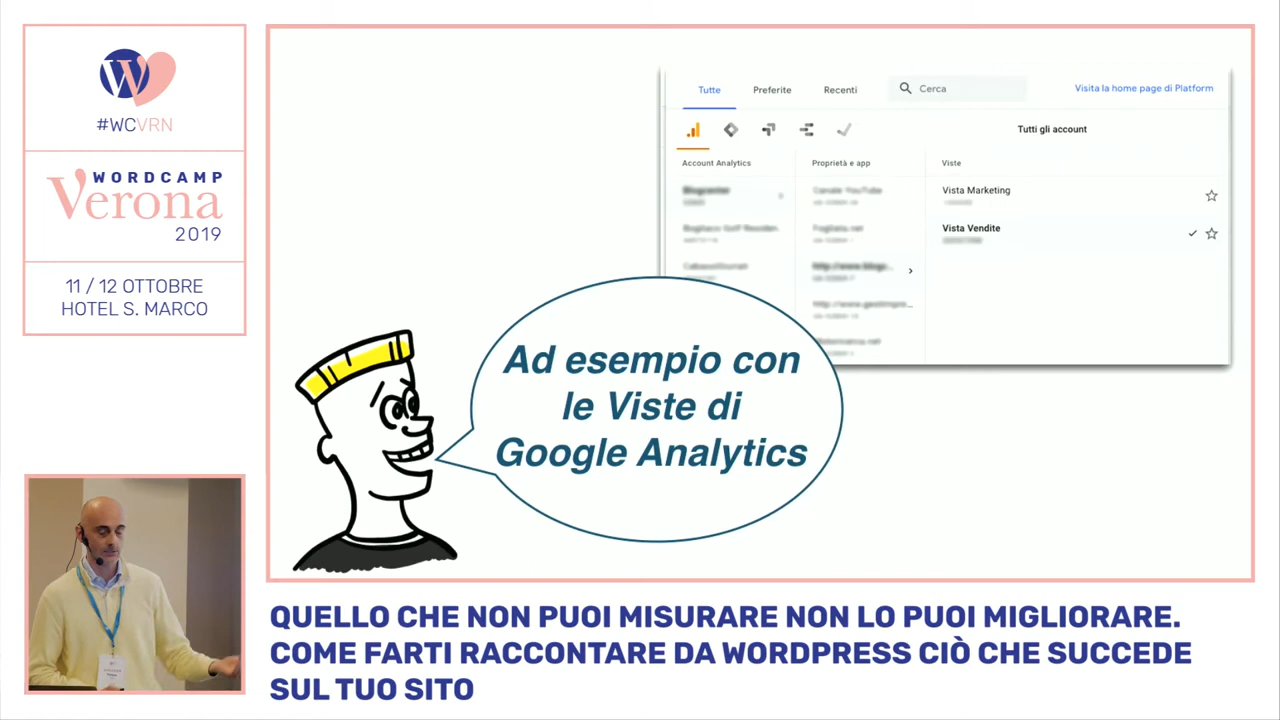 #WCVRN
WORDCAMP
Verona
2019
11 / 12 OTTOBRE
HOTEL S. MARCO
Tutte
Preferite
Recenti
Cerca
Visita la home page di Platform
Tutti gli account
Account Analytics
Proprietà e app
Viste
Vista Marketing
Vista Vendite
Ad esempio con
le Viste di
Google Analytics
QUELLO CHE NON PUOI MISURARE NON LO PUOI MIGLIORARE.
COME FARTI RACCONTARE DA WORDPRESS CIÒ CHE SUCCEDE
SUL TUO SITO